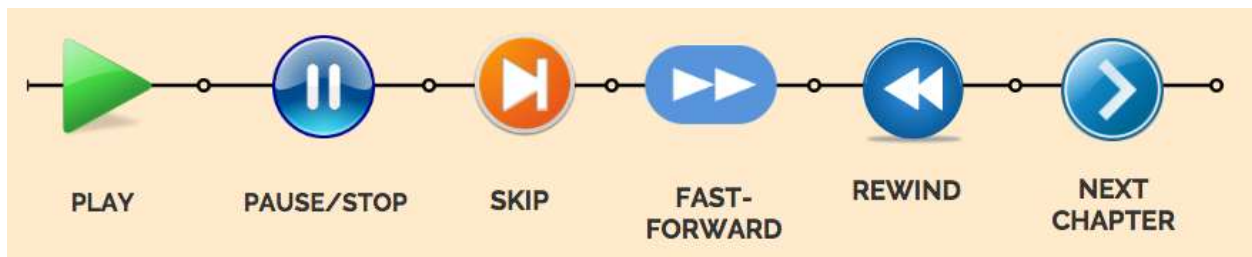 PLAY
PAUSE/STOP
SKIP
FAST-
FORWARD
REWIND
NEXT
CHAPTER